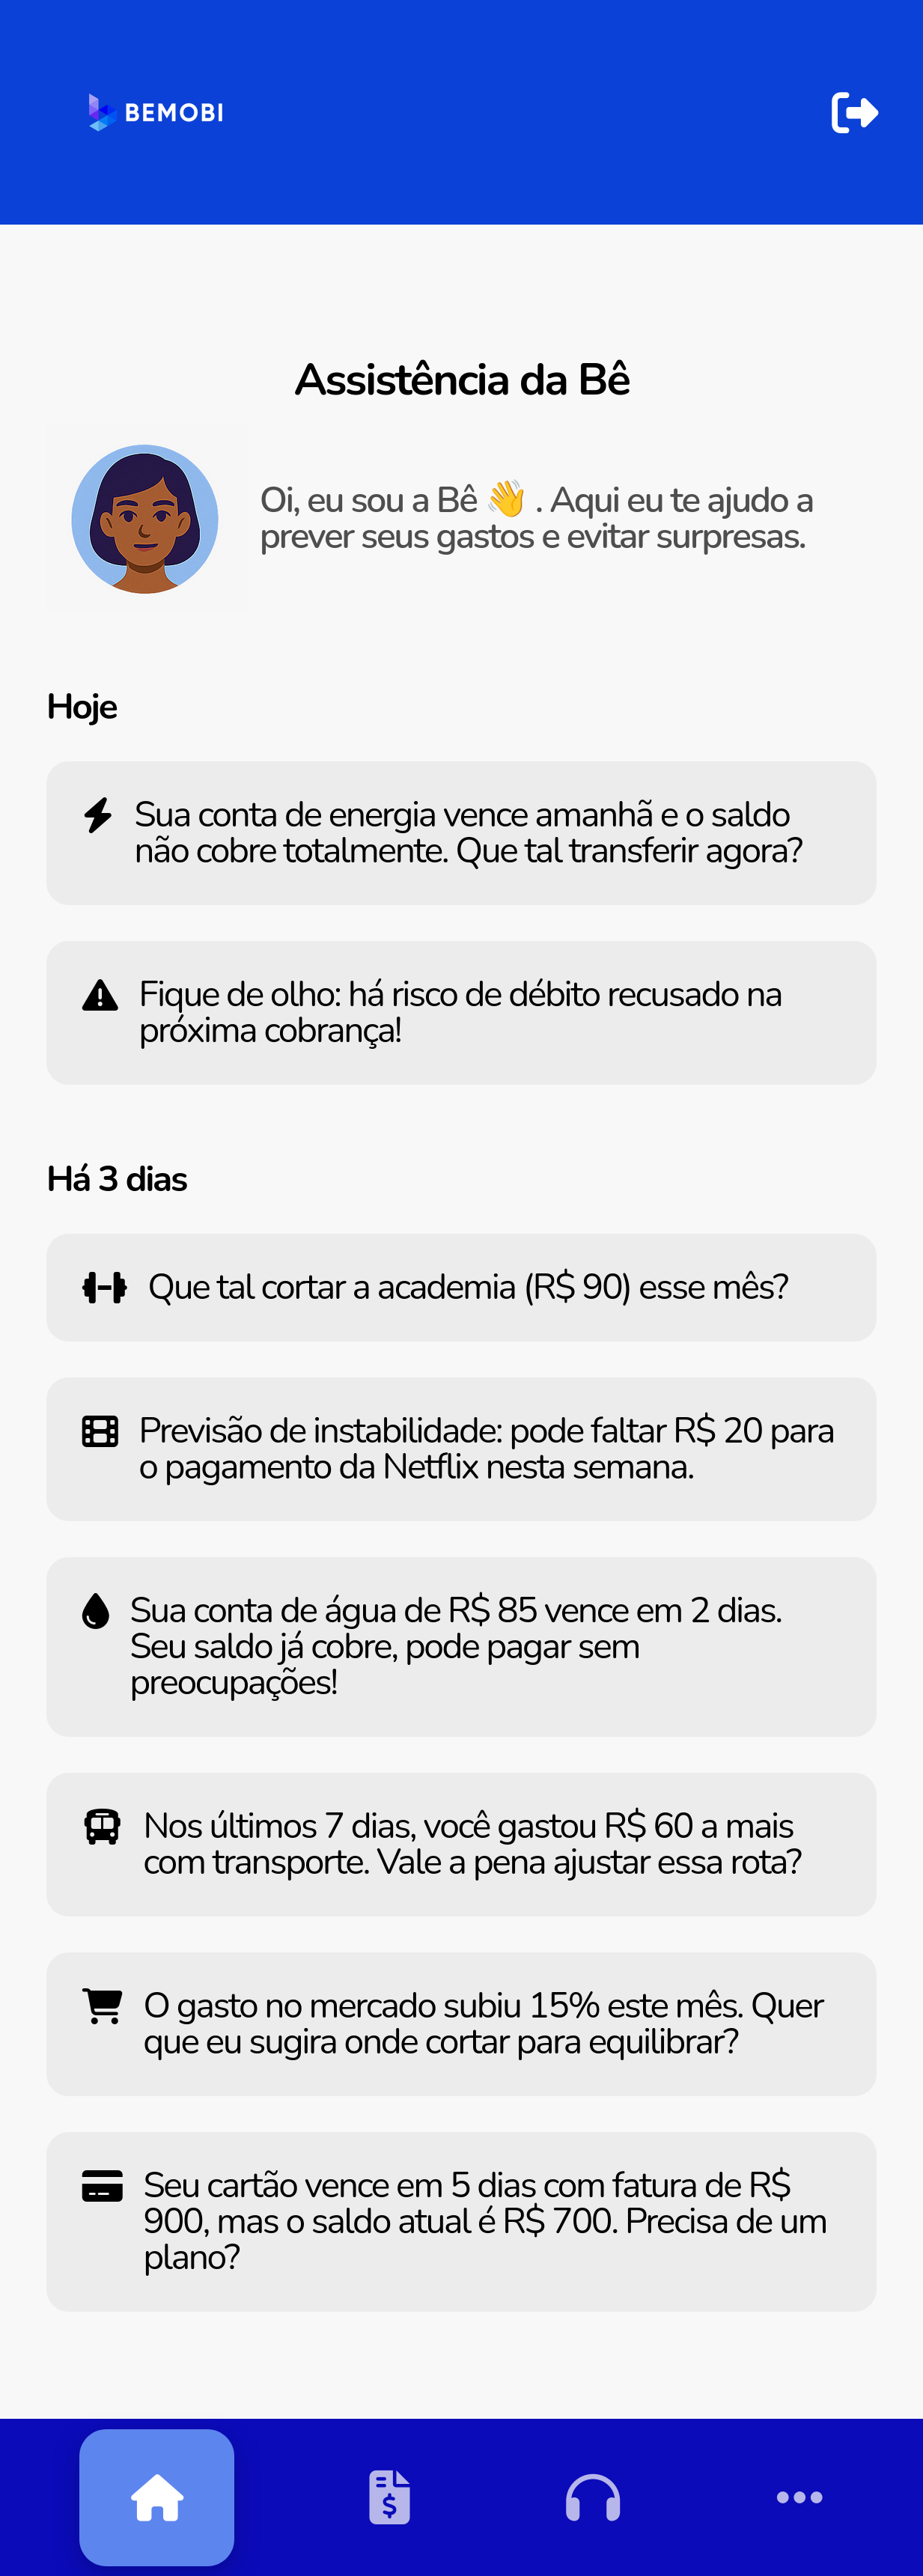 BEMOBI
Assistência da Bê
Oi, eu sou a Bê 👋 . Aqui eu te ajudo a
prever seus gastos e evitar surpresas.
Hoje
Sua conta de energia vence amanhã e o saldo
não cobre totalmente. Que tal transferir agora?
Fique de olho: há risco de débito recusado na
próxima cobrança!
Há 3 dias
Que tal cortar a academia (R$ 90) esse mês?
Previsão de instabilidade: pode faltar R$ 20 para
o pagamento da Netflix nesta semana.
Sua conta de água de R$ 85 vence em 2 dias.
Seu saldo já cobre, pode pagar sem
preocupações!
Nos últimos 7 dias, você gastou R$ 60 a mais
com transporte. Vale a pena ajustar essa rota?
O gasto no mercado subiu 15% este mês. Quer
que eu sugira onde cortar para equilibrar?
Seu cartão vence em 5 dias com fatura de R$
900, mas o saldo atual é R$ 700. Precisa de um
plano?